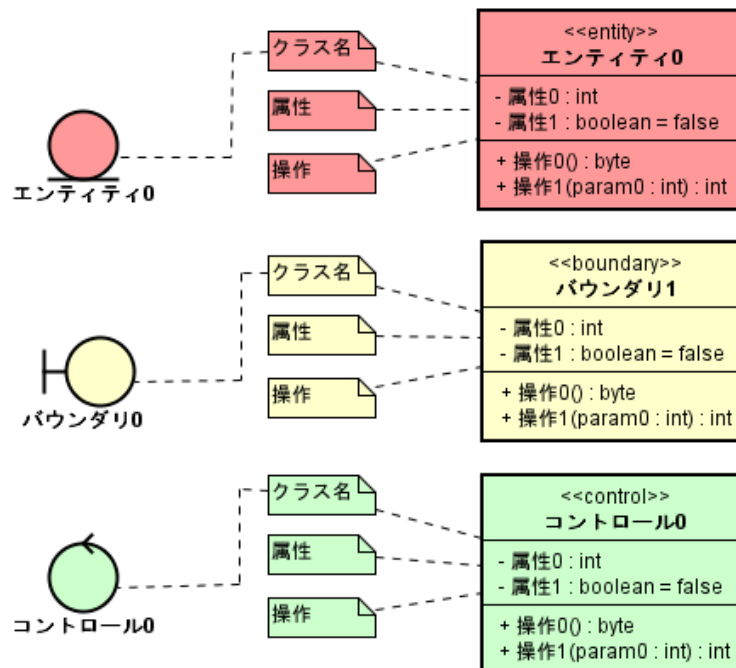 クラス名
属性
操作
エンティティ0
<<entity>>
エンティティ0
- 属性0 : int
- 属性1 : boolean = false
+ 操作0() : byte
+ 操作1(param0 : int) : int
クラス名
属性
操作
バウンダリ0
<<boundary>>
バウンダリ1
- 属性0 : int
- 属性1 : boolean = false
+ 操作0() : byte
+ 操作1(param0 : int) : int
クラス名
属性
操作
コントロール0
<<control>>
コントロール0
- 属性0 : int
- 属性1 : boolean = false
+ 操作0() : byte
+ 操作1(param0 : int) : int